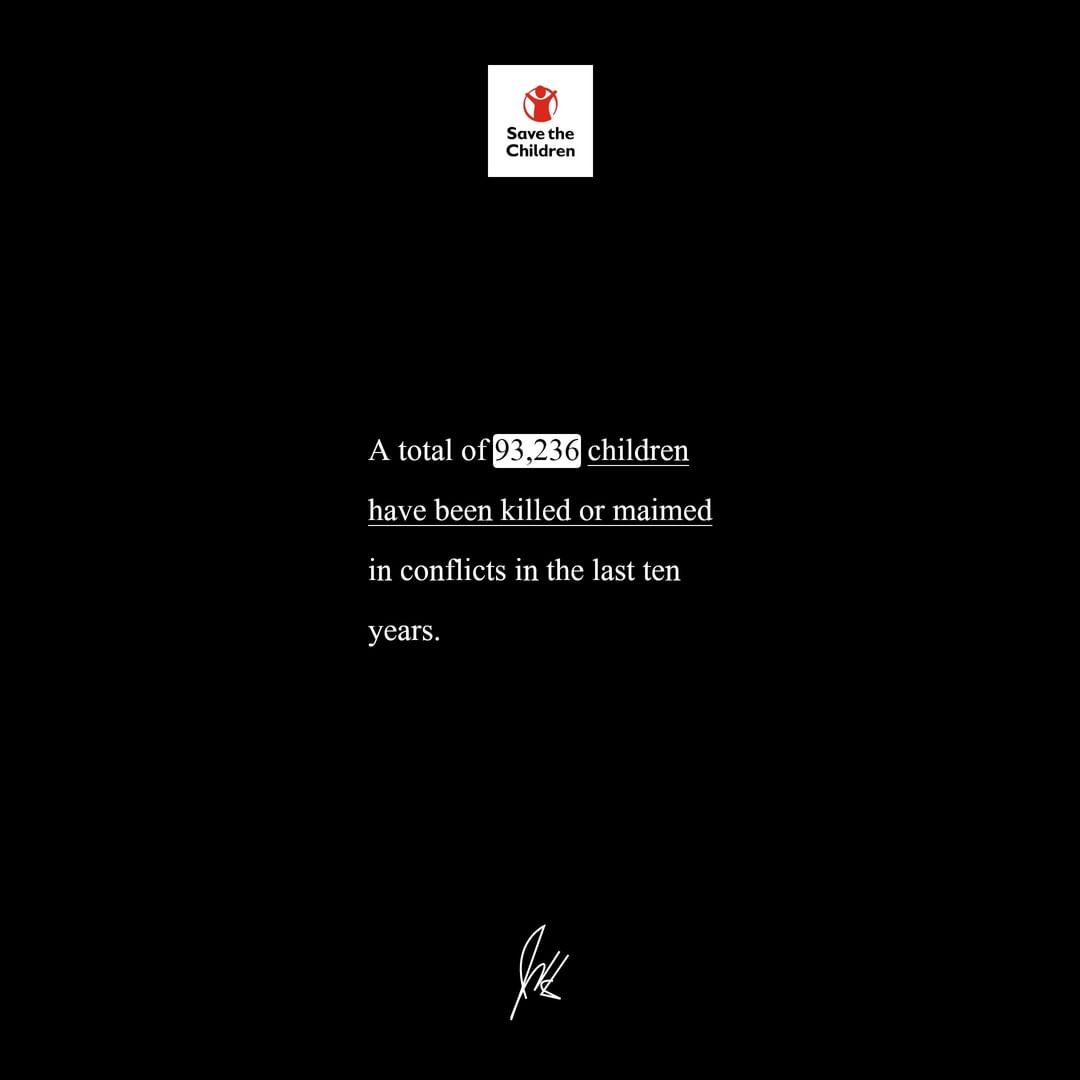 Save the
Children
A total of 93,236 children
have been killed or maimed
in conflicts in the last ten
years.